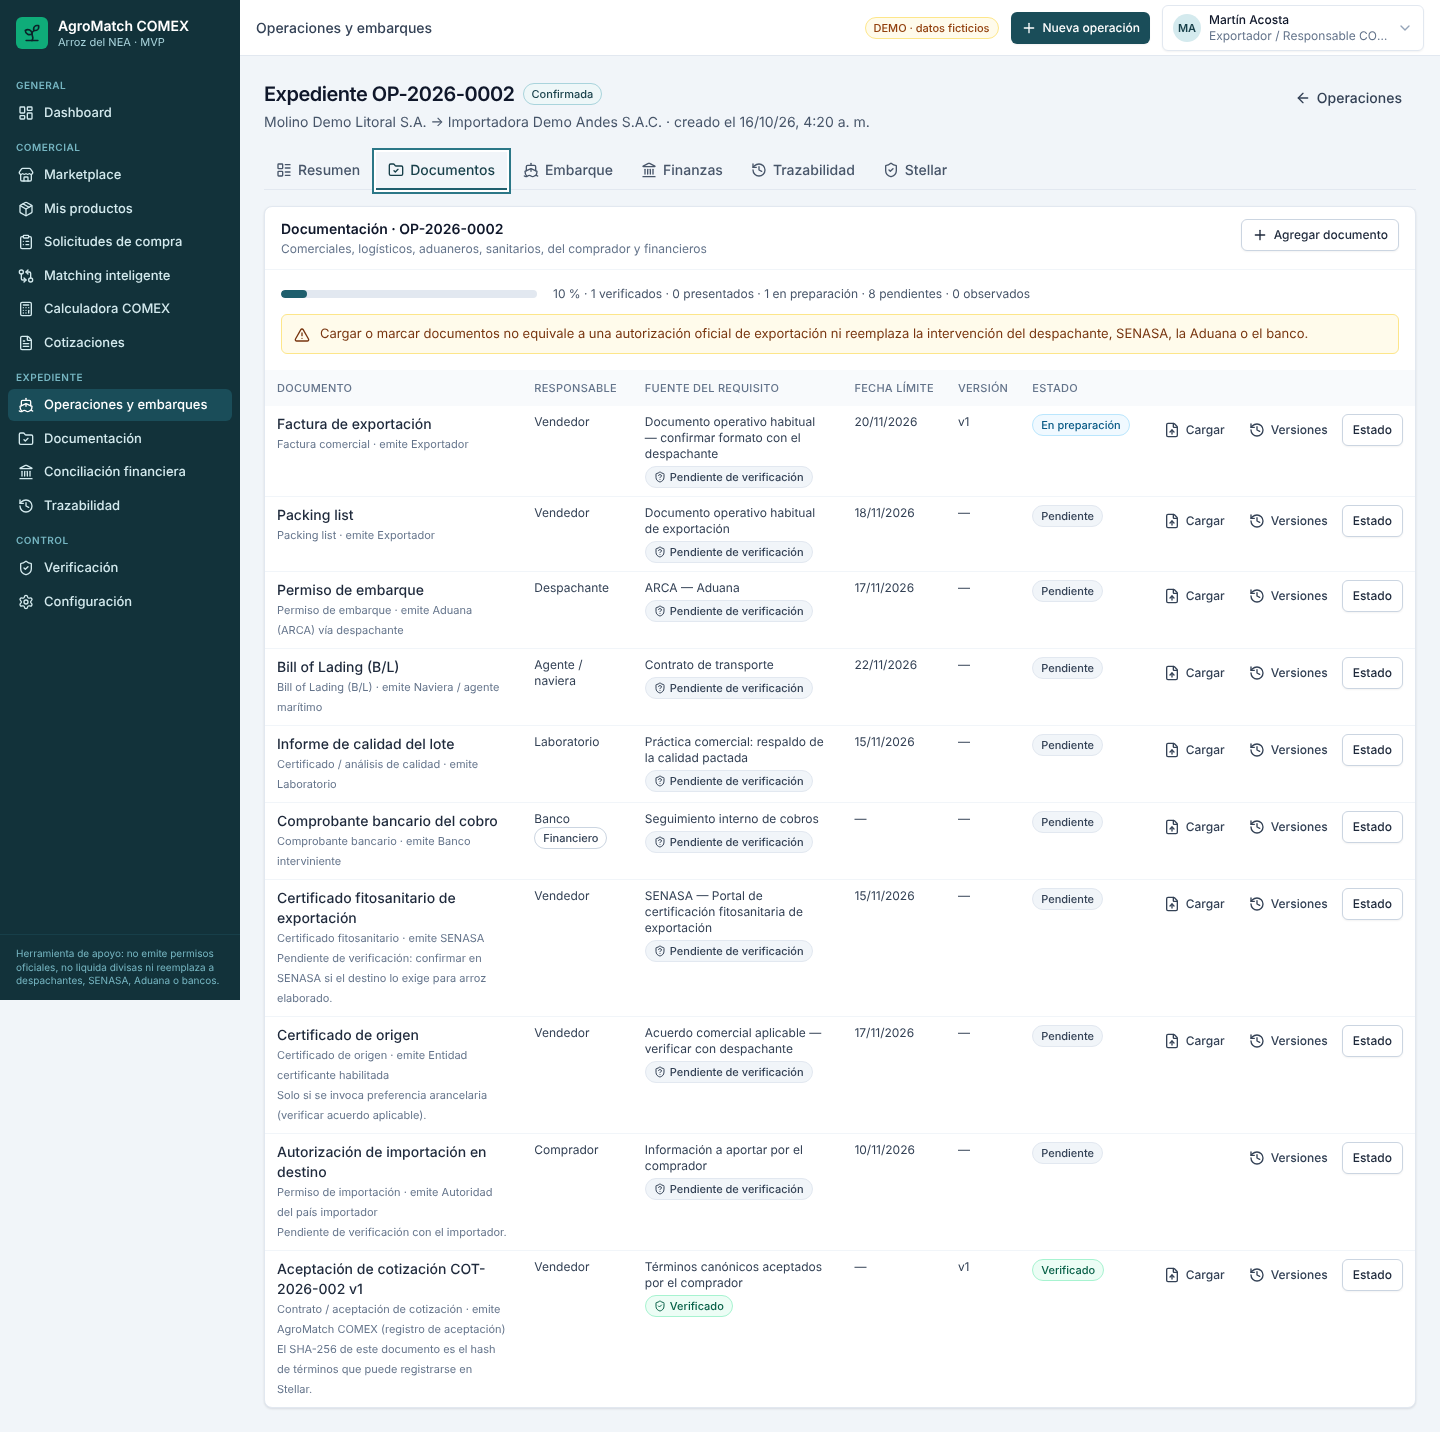 AgroMatch COMEX
Arroz del NEA · MVP
GENERAL
Dashboard
COMERCIAL
Marketplace
Mis productos
Solicitudes de compra
Matching inteligente
Calculadora COMEX
Cotizaciones
EXPEDIENTE
Operaciones y embarques
Documentación
Conciliación financiera
Trazabilidad
CONTROL
Verificación
Configuración
Herramienta de apoyo: no emite permisos
oficiales, no liquida divisas ni reemplaza a
despachantes, SENASA, Aduana o bancos.
Operaciones y embarques
DEMO · datos ficticios
Nueva operación
MA
Martín Acosta
Exportador / Responsable CO...
Expediente OP-2026-0002
Confirmada
Molino Demo Litoral S.A. → Importadora Demo Andes S.A.C. · creado el 16/10/26, 4:20 a. m.
← Operaciones
Resumen
Documentos
Embarque
Finanzas
Trazabilidad
Stellar
Documentación · OP-2026-0002
Comerciales, logísticos, aduaneros, sanitarios, del comprador y financieros
+ Agregar documento
10 % · 1 verificados · 0 presentados · 1 en preparación · 8 pendientes · 0 observados
Cargar o marcar documentos no equivale a una autorización oficial de exportación ni reemplaza la intervención del despachante, SENASA, la Aduana o el banco.
DOCUMENTO RESPONSABLE FUENTE DEL REQUISITO FECHA LÍMITE VERSIÓN ESTADO
Factura de exportación
Factura comercial · emite Exportador
Vendedor
Documento operativo habitual
— confirmar formato con el
despachante
Pendiente de verificación
20/11/2026
v1
En preparación
Cargar
Versiones
Estado
Packing list
Packing list · emite Exportador
Vendedor
Documento operativo habitual
de exportación
Pendiente de verificación
18/11/2026
—
Pendiente
Cargar
Versiones
Estado
Permiso de embarque
Permiso de embarque · emite Aduana
(ARCA) vía despachante
Despachante
ARCA — Aduana
Pendiente de verificación
17/11/2026
—
Pendiente
Cargar
Versiones
Estado
Bill of Lading (B/L)
Bill of Lading (B/L) · emite Naviera / agente
marítimo
Agente /
naviera
Contrato de transporte
Pendiente de verificación
22/11/2026
—
Pendiente
Cargar
Versiones
Estado
Informe de calidad del lote
Certificado / análisis de calidad · emite
Laboratorio
Laboratorio
Práctica comercial: respaldo de
la calidad pactada
Pendiente de verificación
15/11/2026
—
Pendiente
Cargar
Versiones
Estado
Comprobante bancario del cobro
Comprobante bancario · emite Banco
interviniente
Banco
Financiero
Seguimiento interno de cobros
Pendiente de verificación
—
—
Pendiente
Cargar
Versiones
Estado
Certificado fitosanitario de
exportación
Certificado fitosanitario · emite SENASA
Pendiente de verificación: confirmar en
SENASA si el destino lo exige para arroz
elaborado.
Vendedor
SENASA — Portal de
certificación fitosanitaria de
exportación
Pendiente de verificación
15/11/2026
—
Pendiente
Cargar
Versiones
Estado
Certificado de origen
Certificado de origen · emite Entidad
certificante habilitada
Solo si se invoca preferencia arancelaria
(verificar acuerdo aplicable).
Vendedor
Acuerdo comercial aplicable —
verificar con despachante
Pendiente de verificación
17/11/2026
—
Pendiente
Cargar
Versiones
Estado
Autorización de importación en
destino
Permiso de importación · emite Autoridad
del país importador
Pendiente de verificación con el importador.
Comprador
Información a aportar por el
comprador
Pendiente de verificación
10/11/2026
—
Pendiente
Versiones
Estado
Aceptación de cotización COT-
2026-002 v1
Contrato / aceptación de cotización · emite
AgroMatch COMEX (registro de aceptación)
El SHA-256 de este documento es el hash
de términos que puede registrarse en
Stellar.
Vendedor
Términos canónicos aceptados
por el comprador
Verificado
—
v1
Verificado
Cargar
Versiones
Estado